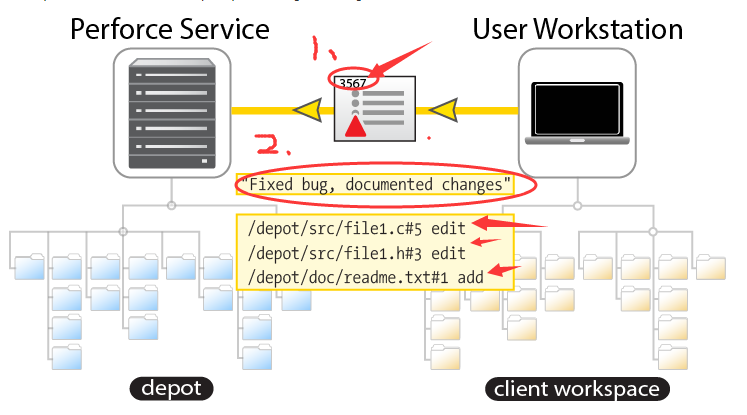 Perforce Service
User Workstation
1、
3567
2.
"Fixed bug, documented changes"
/depot/src/file1.c#5 edit
/depot/src/file1.h#3 edit
/depot/doc/readme.txt#1 add
depot
client workspace